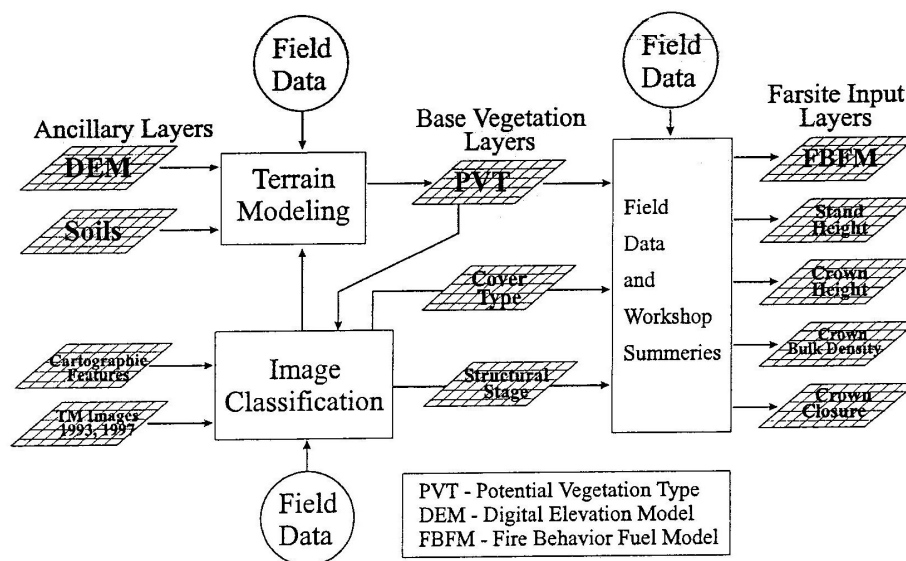 Field
Data
Field
Data
Ancillary Layers
Base Vegetation
Layers
Farsite Input
Layers
DEM
Soils
Terrain
Modeling
PVT
Field
Data
and
Workshop
Summeries
FBFM
Stand
Height
Crown
Height
Crown
Bulk Density
Crown
Closure
Cover
Type
Structural
Stage
Cartographic
Features
TM Images
1993, 1997
Image
Classification
Field
Data
PVT - Potential Vegetation Type
DEM - Digital Elevation Model
FBFM - Fire Behavior Fuel Model